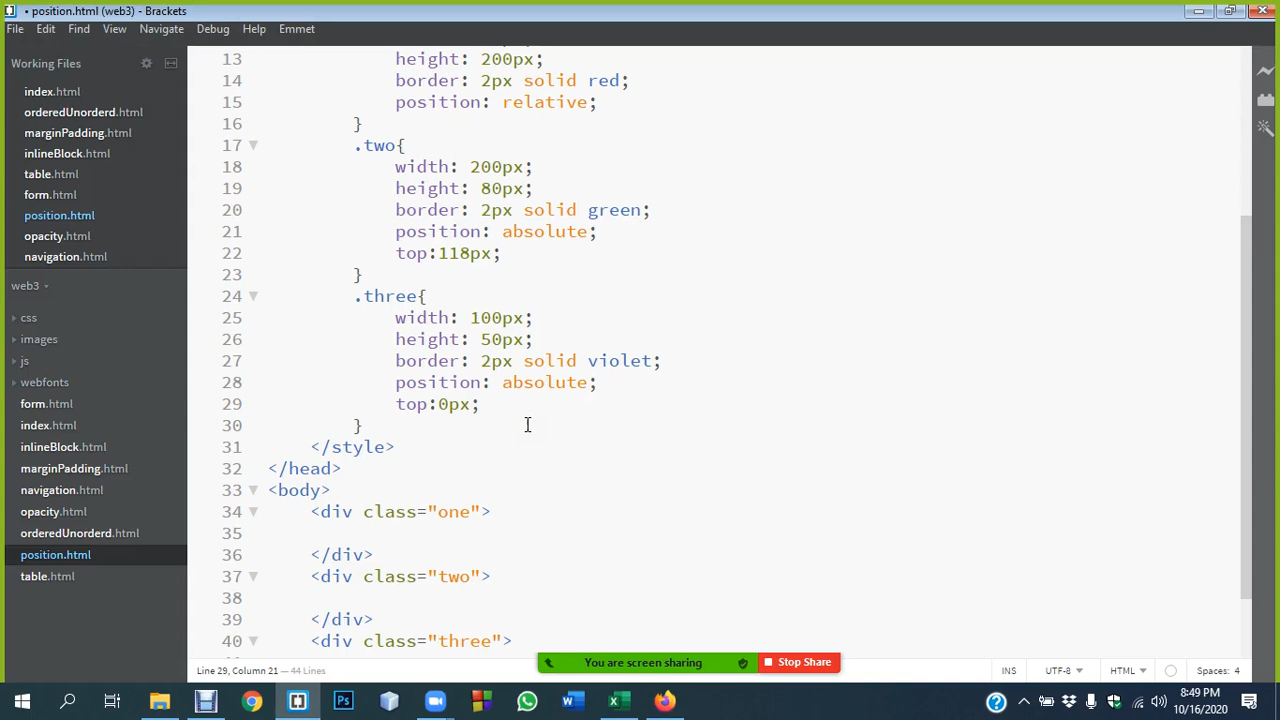 • position.html (web3) - Brackets
File Edit Find View Navigate Debug Help Emmet
Working Files
index.html
orderedUnorderd.html
marginPadding.html
inlineBlock.html
table.html
form.html
position.html
opacity.html
navigation.html
web3
css
images
js
webfonts
form.html
index.html
inlineBlock.html
marginPadding.html
navigation.html
opacity.html
orderedUnorderd.html
position.html
table.html
13 height: 200px;
14 border: 2px solid red;
15 position: relative;
16 }
17 .two{
18 width: 200px;
19 height: 80px;
20 border: 2px solid green;
21 position: absolute;
22 top:118px;
23 }
24 .three{
25 width: 100px;
26 height: 50px;
27 border: 2px solid violet;
28 position: absolute;
29 top:0px;
30 }
31 </style>
32 </head>
33 <body>
34 <div class="one">
35
36 </div>
37 <div class="two">
38
39 </div>
40 <div class="three">
You are screen sharing Stop Share
Line 29, Column 21 — 44 Lines
INS UTF-8 HTML Spaces: 4
8:49 PM
10/16/2020